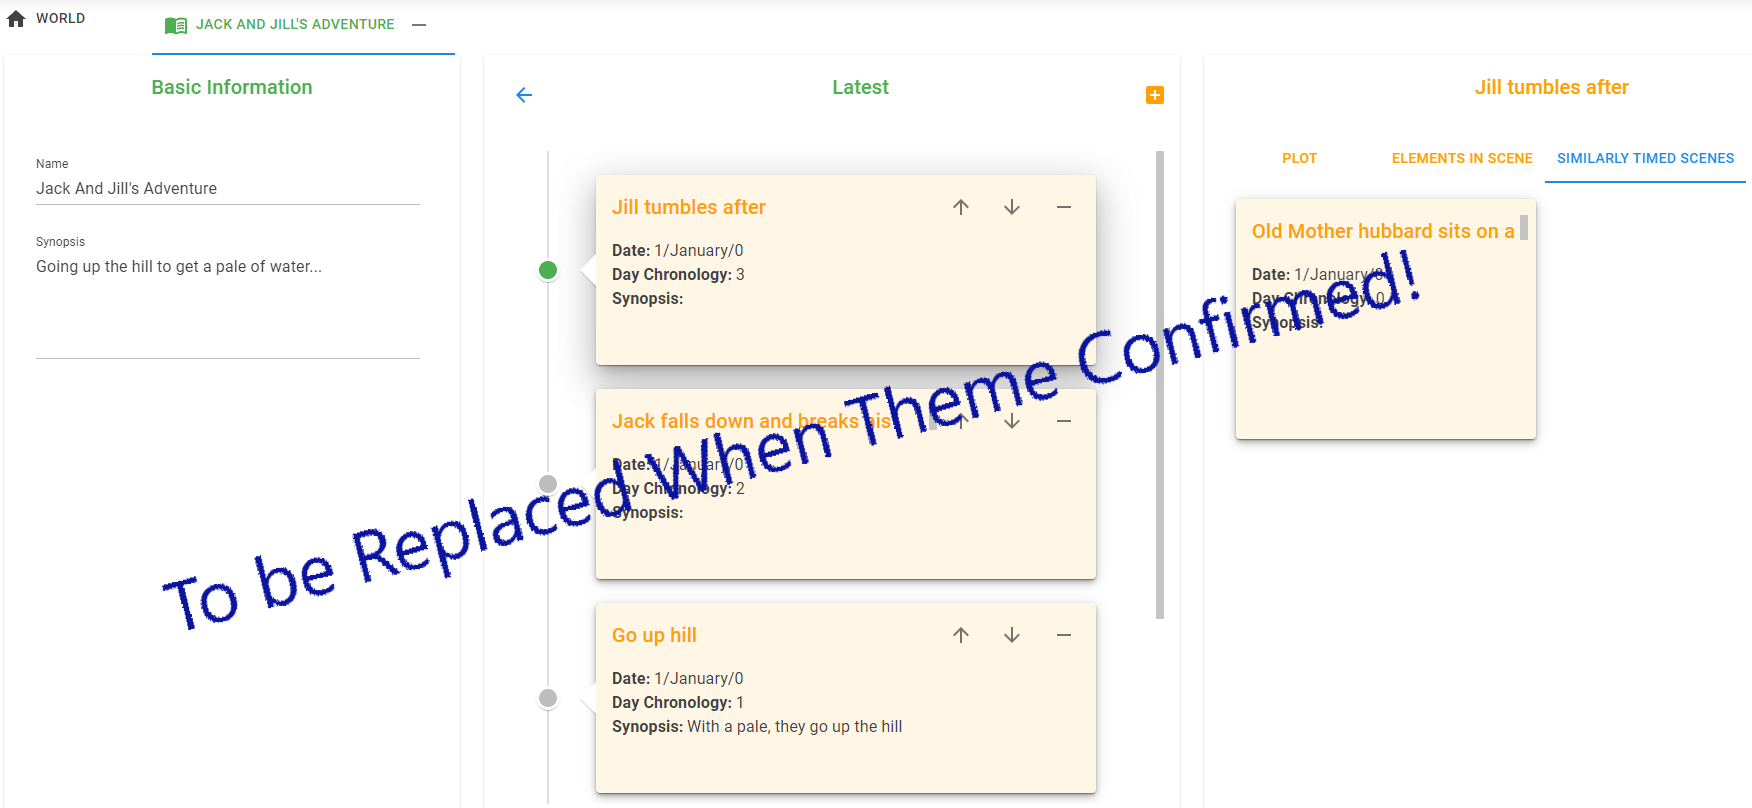 WORLD
JACK AND JILL'S ADVENTURE
Basic Information
Name
Jack And Jill's Adventure
Synopsis
Going up the hill to get a pale of water...
Latest
Jill tumbles after
Date: 1/January/0
Day Chronology: 3
Synopsis:
Jack falls down and breaks his
Date: 1/January/0
Day Chronology: 2
Synopsis:
Go up hill
Date: 1/January/0
Day Chronology: 1
Synopsis: With a pale, they go up the hill
Jill tumbles after
PLOT
ELEMENTS IN SCENE
SIMILARLY TIMED SCENES
Old Mother hubbard sits on a
Date: 1/January/0
Day Chronology: 0
Synopsis:
To be Replaced When Theme Confirmed!